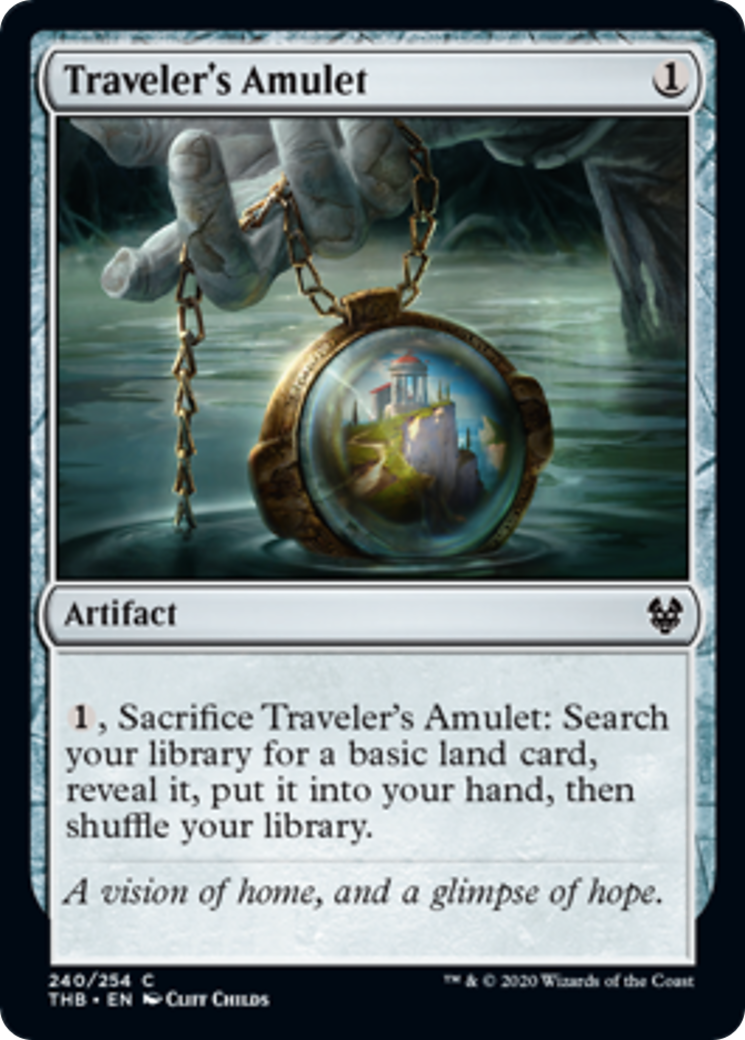 Traveler's Amulet 1
Artifact
1, Sacrifice Traveler's Amulet: Search
your library for a basic land card,
reveal it, put it into your hand, then
shuffle your library.
A vision of home, and a glimpse of hope.
240/254 C
™ & © 2020 Wizards of the Coast
THB • EN Cliff Childs